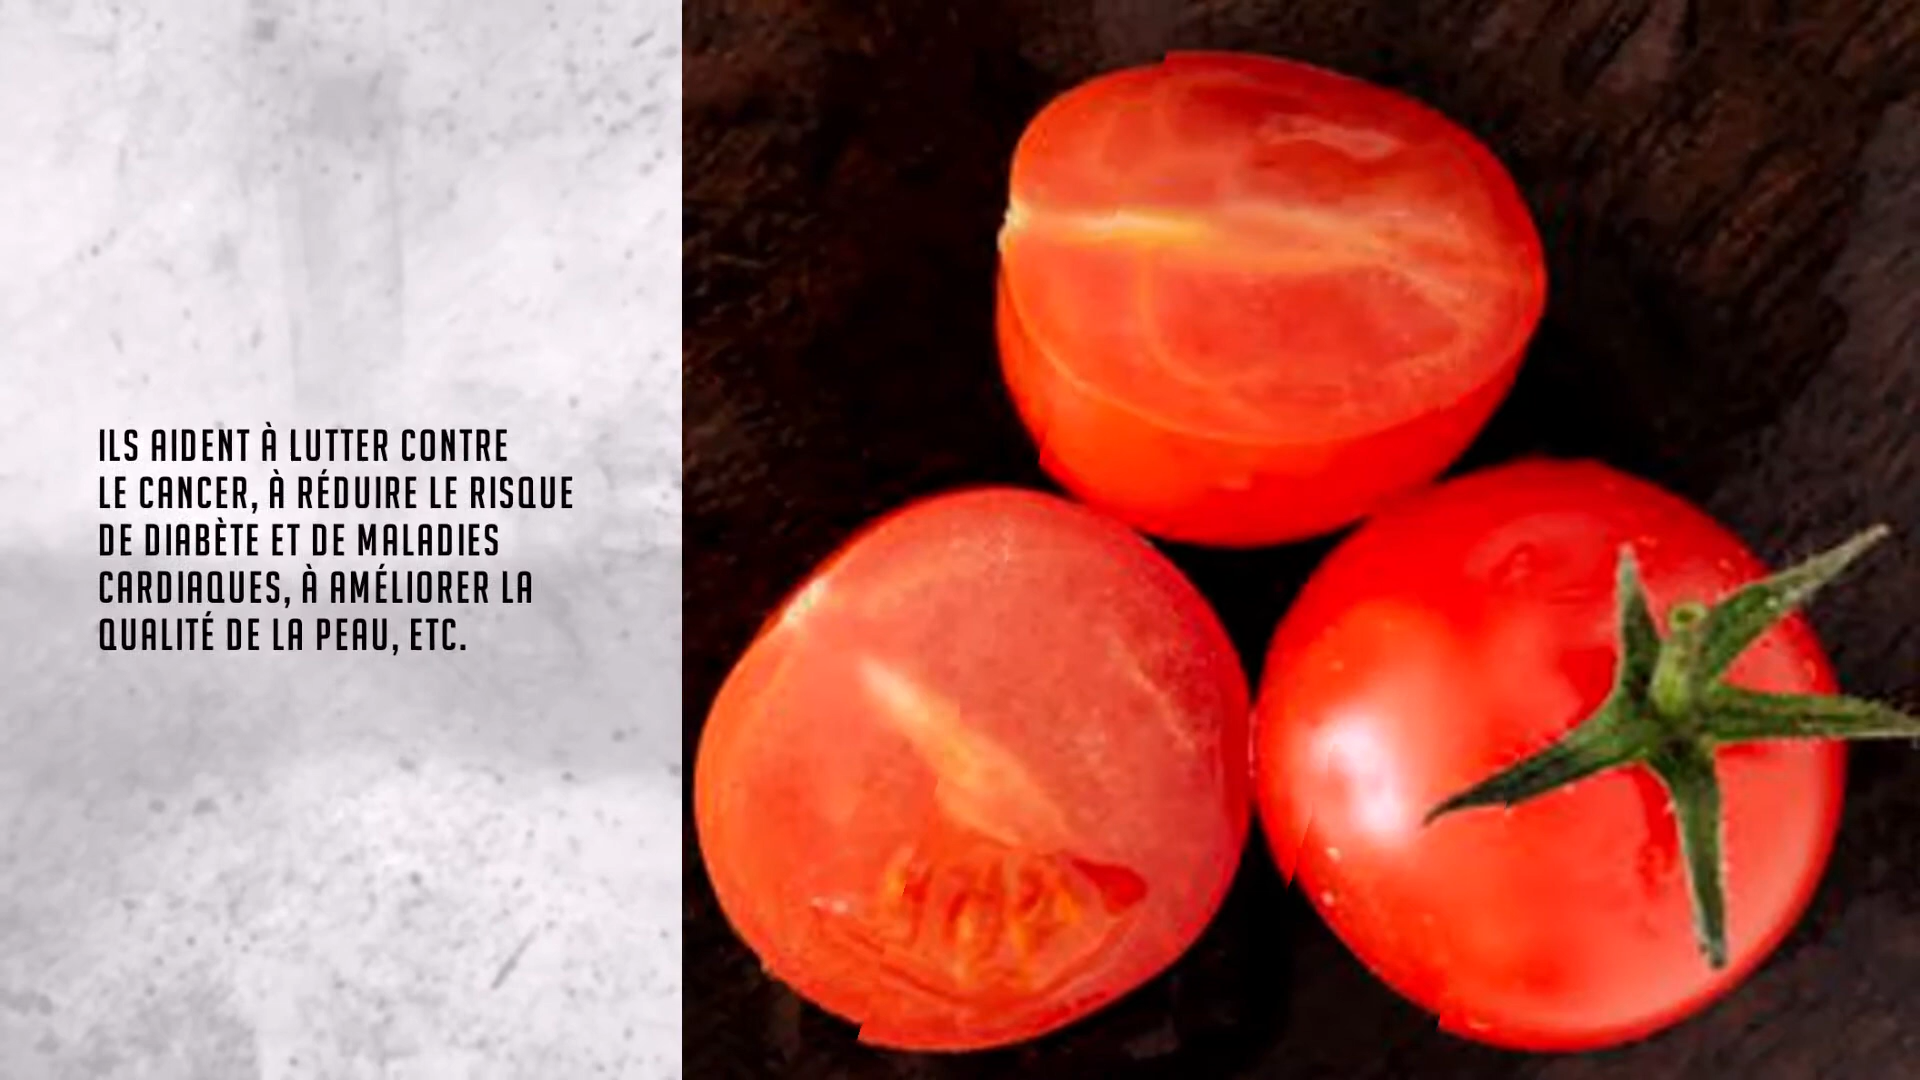 ILS AIDENT À LUTTER CONTRE
LE CANCER, À RÉDUIRE LE RISQUE
DE DIABÈTE ET DE MALADIES
CARDIAQUES, À AMÉLIORER LA
QUALITÉ DE LA PEAU, ETC.